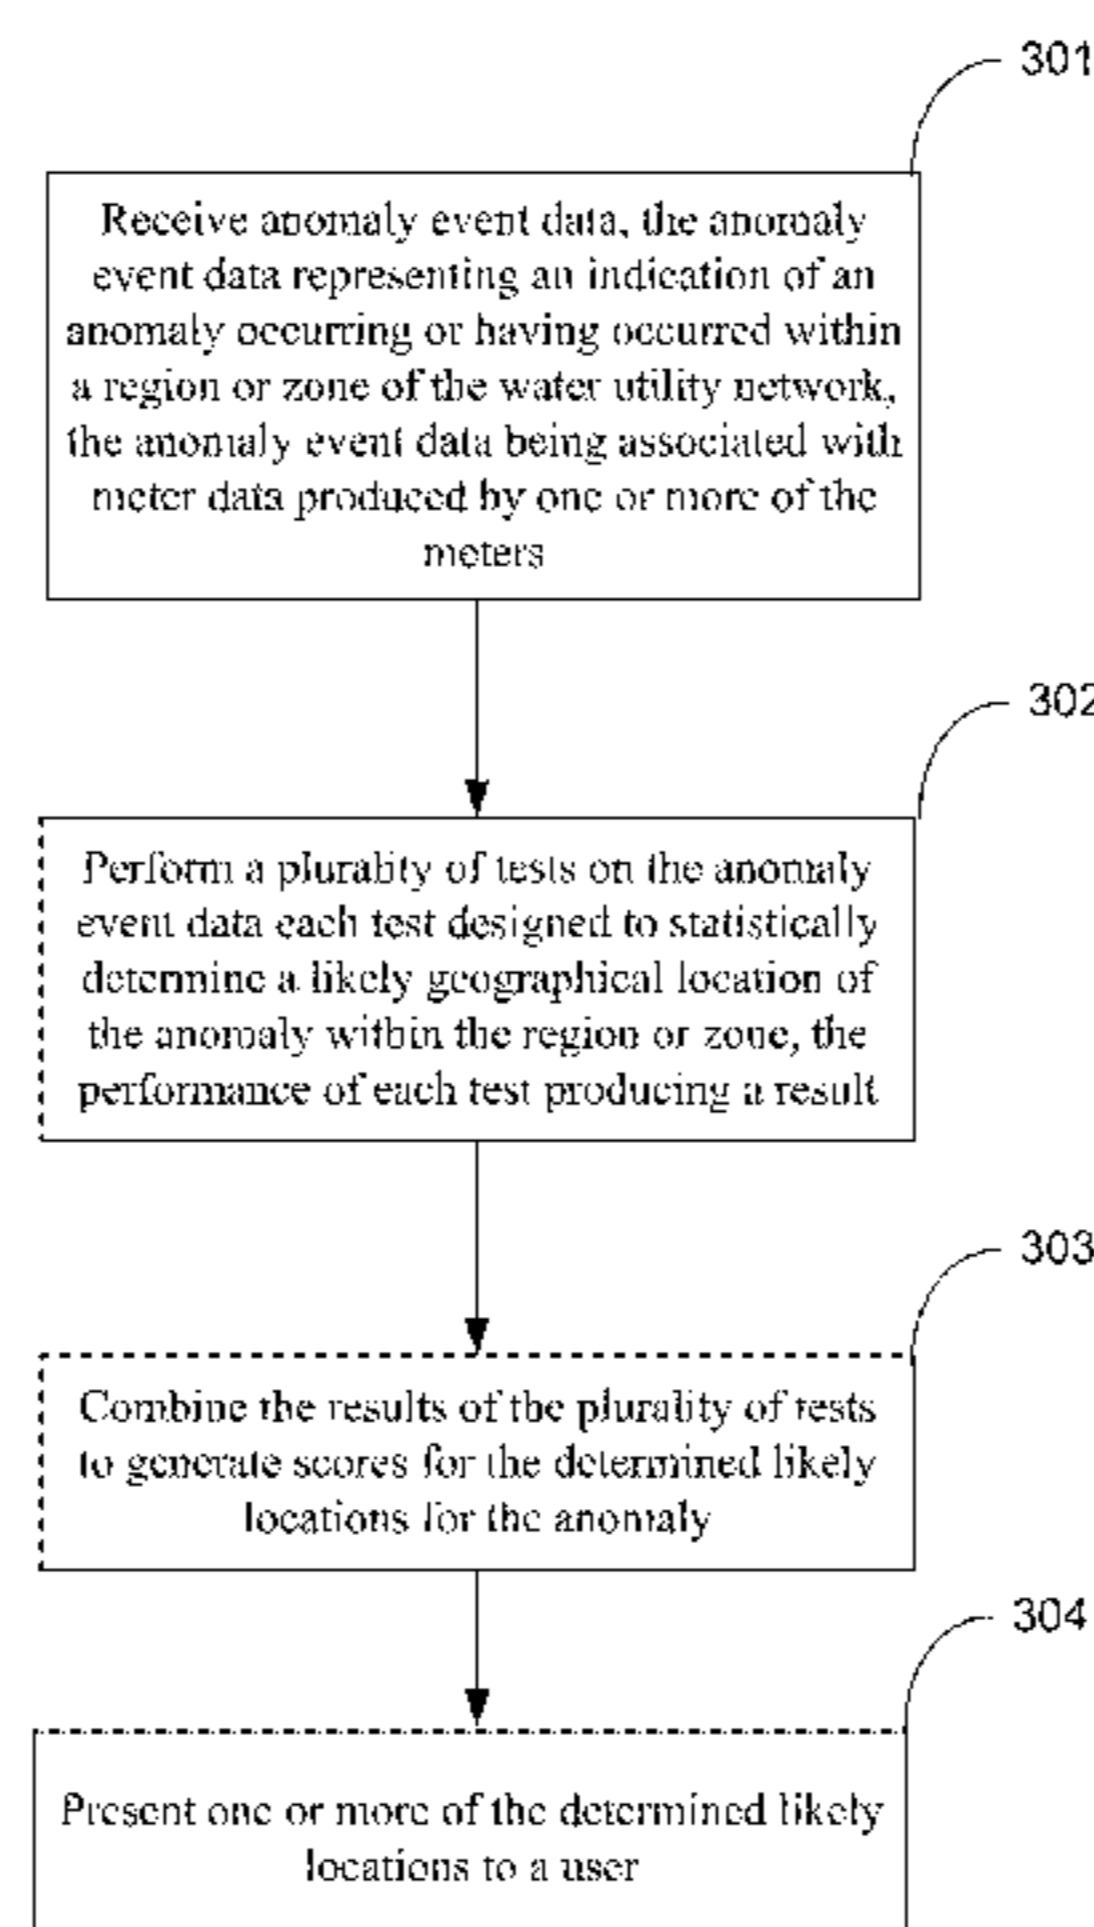 301
Receive anomaly event data, the anomaly
event data representing an indication of an
anomaly occurring or having occurred within
a region or zone of the water utility network,
the anomaly event data being associated with
meter data produced by one or more of the
meters
302
Perform a plurality of tests on the anomaly
event data each test designed to statistically
determine a likely geographical location of
the anomaly within the region or zone, the
performance of each test producing a result
303
Combine the results of the plurality of tests
to generate scores for the determined likely
locations for the anomaly
304
Present one or more of the determined likely
locations to a user